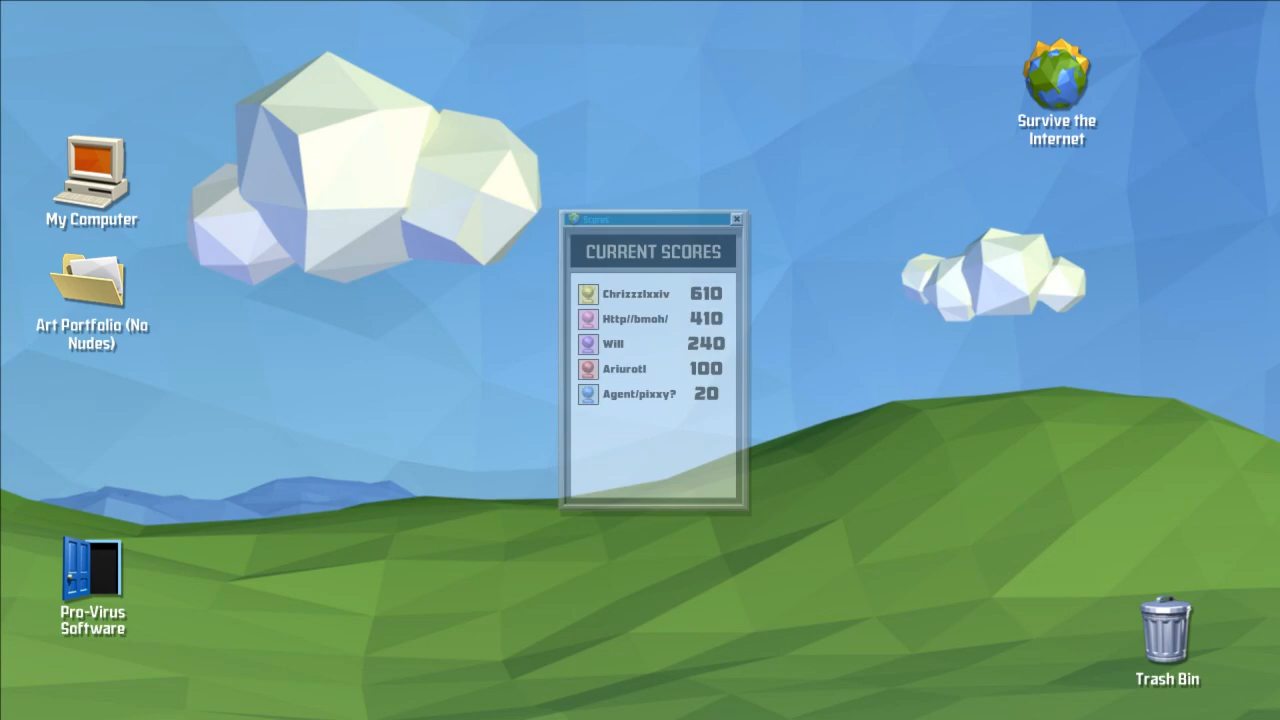 Survive the
Internet
My Computer
Scores
CURRENT SCORES
Chrizzzlxxiv 610
Http//bmoh/ 410
Will 240
Ariurotl 100
Agent/pixxy? 20
Art Portfolio (No
Nudes)
Pro-Virus
Software
Trash Bin